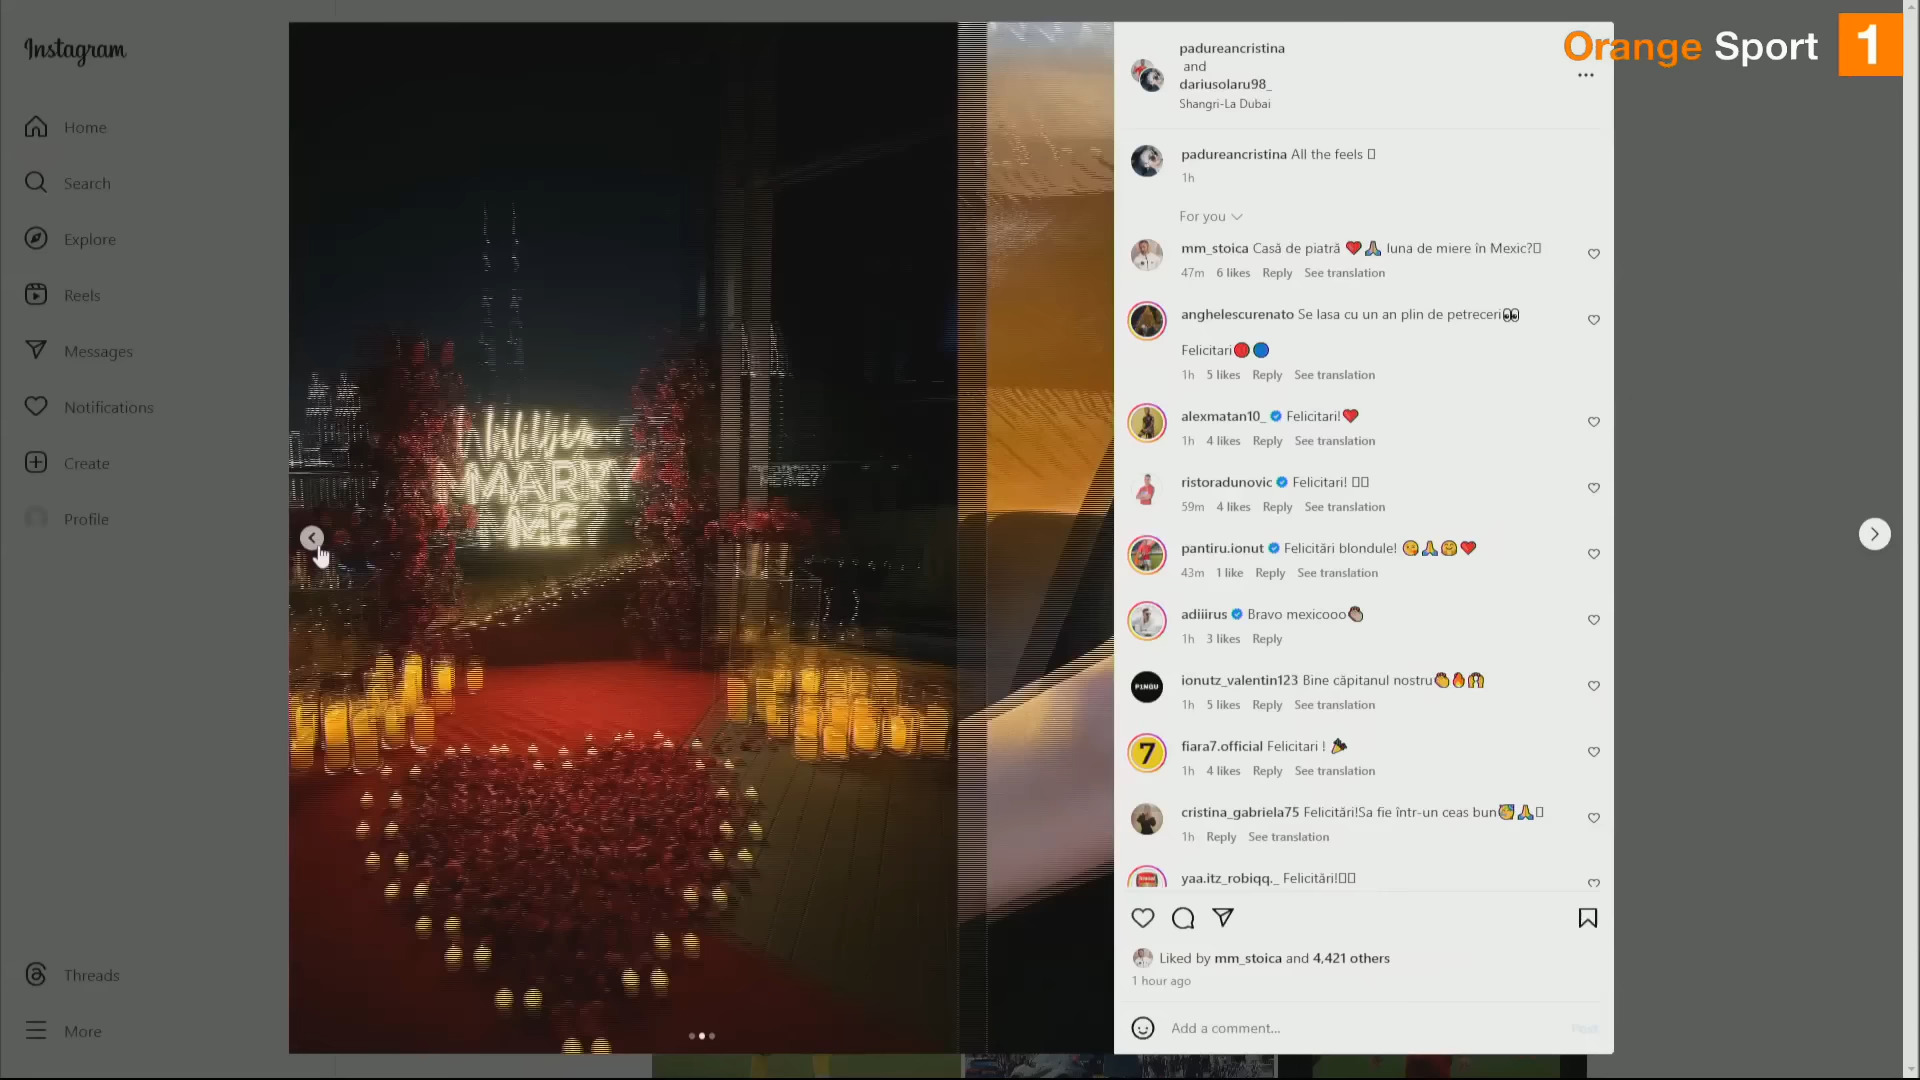 Instagram
Orange Sport 1
Home
Search
Explore
Reels
Messages
Notifications
Create
Profile
Threads
More
Will you
MARRY
ME?
padureancristina
and
dariusolaru98_
Shangri-La Dubai
padureancristina All the feels
1h
For you
mm_stoica Casă de piatră ❤️🙏 luna de miere în Mexic?
47m 6 likes Reply See translation
anghelescurenato Se lasa cu un an plin de petreceri👀
Felicitari🔴🔵
1h 5 likes Reply See translation
alexmatan10_ Felicitari!❤️
1h 4 likes Reply See translation
ristoradunovic Felicitari!
59m 4 likes Reply See translation
pantiru.ionut Felicitări blondule! 😘🙏🤗❤️
43m 1 like Reply See translation
adiiirus Bravo mexicooo👏
1h 3 likes Reply
PINGU
ionutz_valentin123 Bine căpitanul nostru👏🔥🙌
1h 5 likes Reply See translation
7
fiara7.official Felicitari ! 🎉
1h 4 likes Reply See translation
cristina_gabriela75 Felicitări!Sa fie într-un ceas bun🥳🙏
1h Reply See translation
yaa.itz_robiqq._ Felicitări!
Liked by mm_stoica and 4,421 others
1 hour ago
Add a comment...
Post